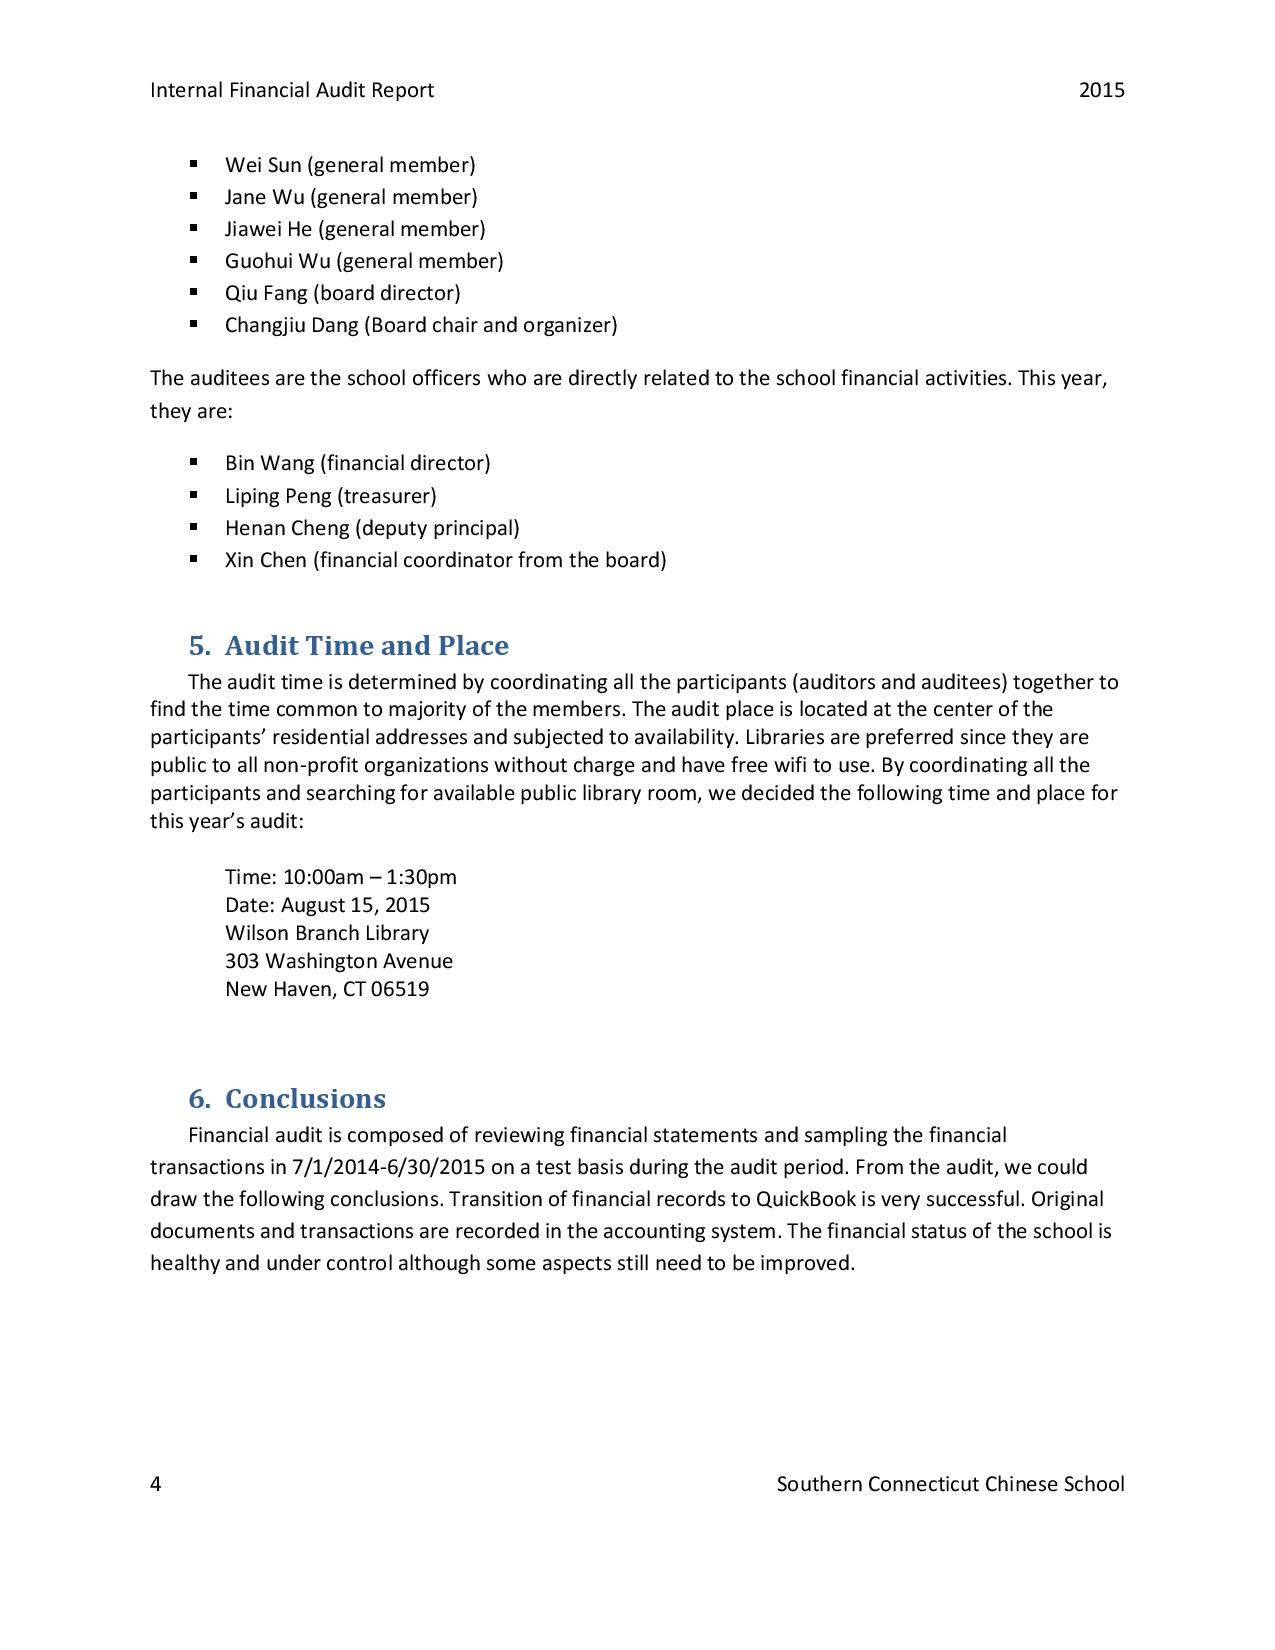 Internal Financial Audit Report 2015
▪ Wei Sun (general member)
▪ Jane Wu (general member)
▪ Jiawei He (general member)
▪ Guohui Wu (general member)
▪ Qiu Fang (board director)
▪ Changjiu Dang (Board chair and organizer)
The auditees are the school officers who are directly related to the school financial activities. This year,
they are:
▪ Bin Wang (financial director)
▪ Liping Peng (treasurer)
▪ Henan Cheng (deputy principal)
▪ Xin Chen (financial coordinator from the board)
5. Audit Time and Place
The audit time is determined by coordinating all the participants (auditors and auditees) together to
find the time common to majority of the members. The audit place is located at the center of the
participants’ residential addresses and subjected to availability. Libraries are preferred since they are
public to all non-profit organizations without charge and have free wifi to use. By coordinating all the
participants and searching for available public library room, we decided the following time and place for
this year’s audit:
Time: 10:00am – 1:30pm
Date: August 15, 2015
Wilson Branch Library
303 Washington Avenue
New Haven, CT 06519
6. Conclusions
Financial audit is composed of reviewing financial statements and sampling the financial
transactions in 7/1/2014-6/30/2015 on a test basis during the audit period. From the audit, we could
draw the following conclusions. Transition of financial records to QuickBook is very successful. Original
documents and transactions are recorded in the accounting system. The financial status of the school is
healthy and under control although some aspects still need to be improved.
4 Southern Connecticut Chinese School